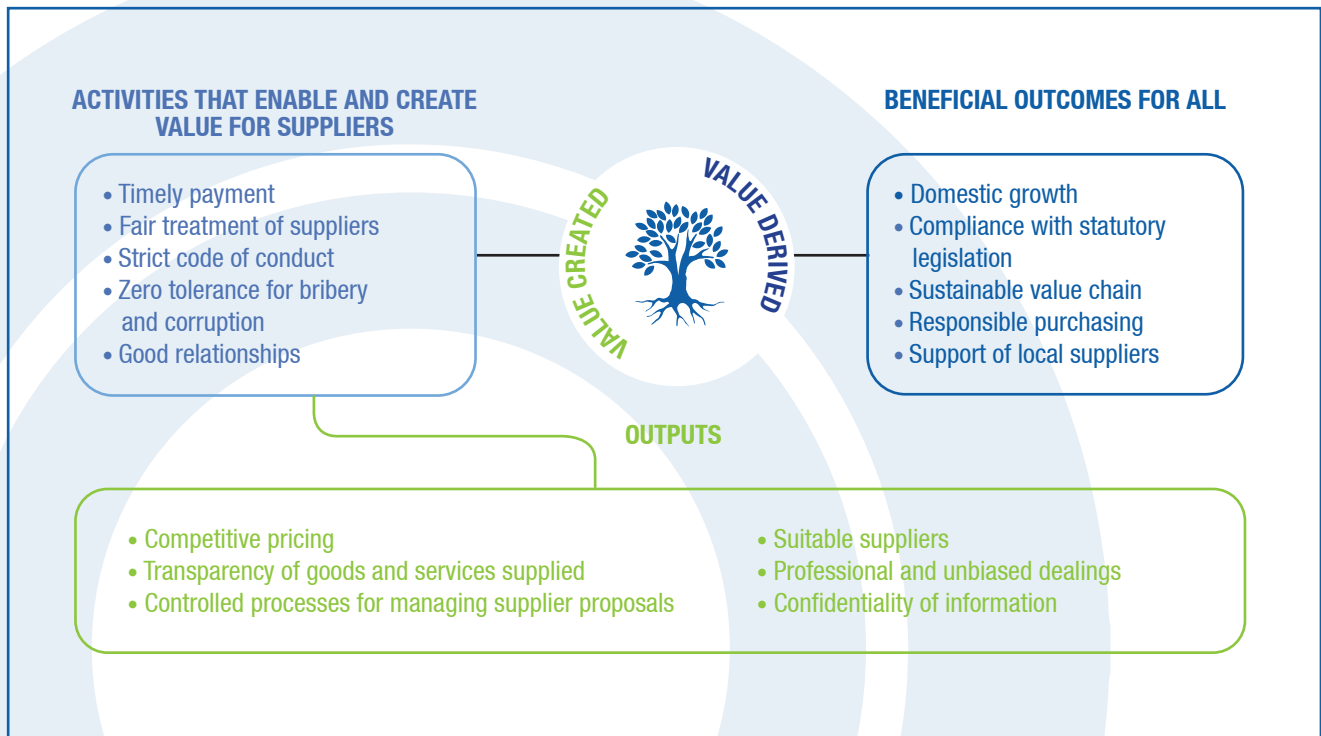 ACTIVITIES THAT ENABLE AND CREATE
VALUE FOR SUPPLIERS
• Timely payment
• Fair treatment of suppliers
• Strict code of conduct
• Zero tolerance for bribery
and corruption
• Good relationships
VALUE CREATED
VALUE DERIVED
BENEFICIAL OUTCOMES FOR ALL
• Domestic growth
• Compliance with statutory
legislation
• Sustainable value chain
• Responsible purchasing
• Support of local suppliers
OUTPUTS
• Competitive pricing
• Transparency of goods and services supplied
• Controlled processes for managing supplier proposals
• Suitable suppliers
• Professional and unbiased dealings
• Confidentiality of information